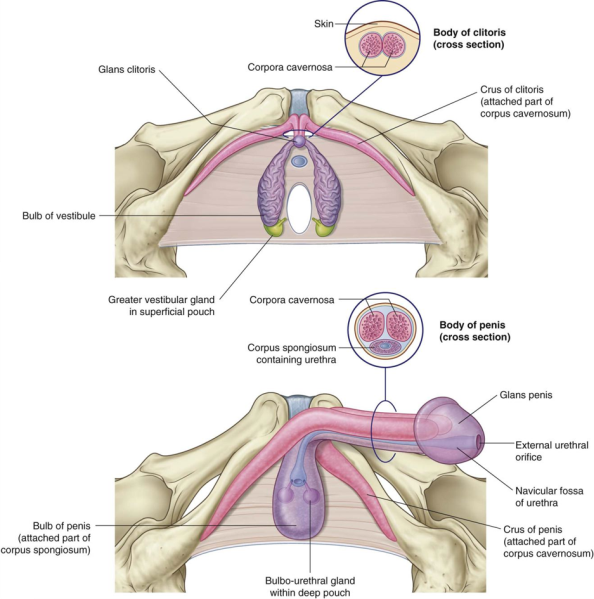 Skin
Body of clitoris
(cross section)
Glans clitoris
Corpora cavernosa
Crus of clitoris
(attached part of
corpus cavernosum)
Bulb of vestibule
Greater vestibular gland
in superficial pouch
Corpora cavernosa
Body of penis
(cross section)
Corpus spongiosum
containing urethra
Glans penis
External urethral
orifice
Navicular fossa
of urethra
Bulb of penis
(attached part of
corpus spongiosum)
Crus of penis
(attached part of
corpus cavernosum)
Bulbo-urethral gland
within deep pouch